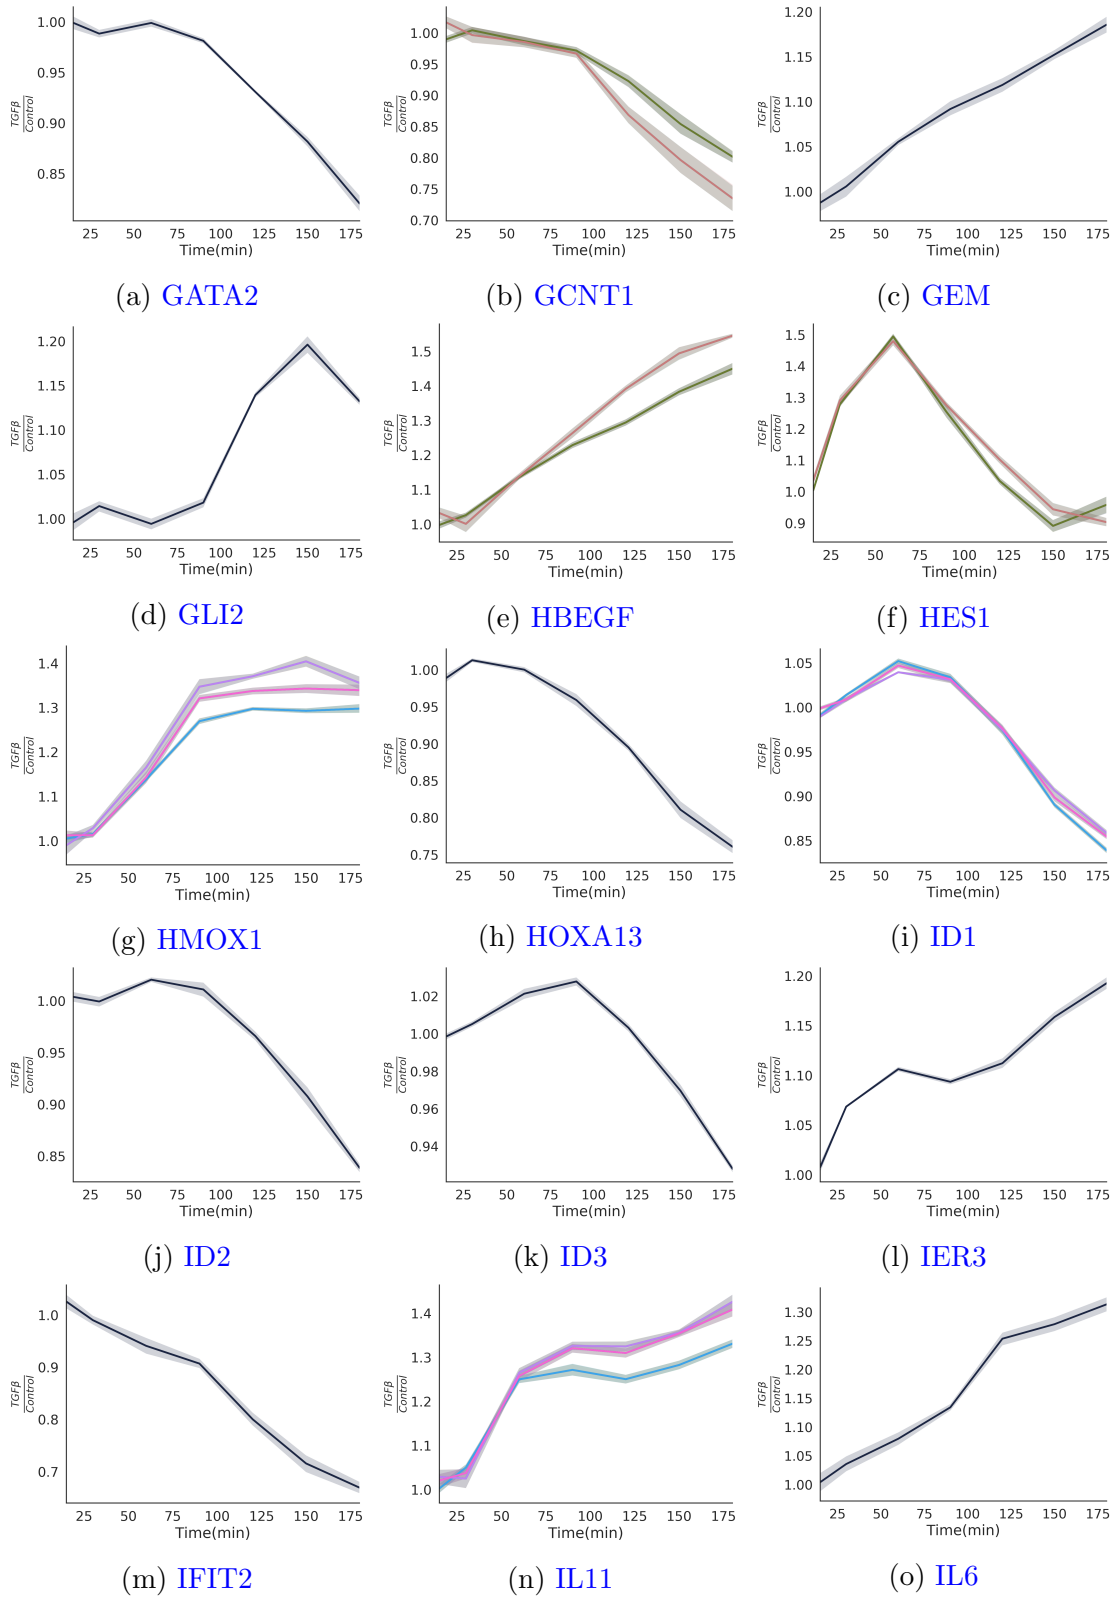 1.00
0.95
0.90
0.85
TGFβ
Control
25 50 75 100 125 150 175
Time(min)
(a) GATA2
1.00
0.95
0.90
0.85
0.80
0.75
0.70
TGFβ
Control
25 50 75 100 125 150 175
Time(min)
(b) GCNT1
1.20
1.15
1.10
1.05
1.00
TGFβ
Control
25 50 75 100 125 150 175
Time(min)
(c) GEM
1.20
1.15
1.10
1.05
1.00
TGFβ
Control
25 50 75 100 125 150 175
Time(min)
(d) GLI2
1.5
1.4
1.3
1.2
1.1
1.0
TGFβ
Control
25 50 75 100 125 150 175
Time(min)
(e) HBEGF
1.5
1.4
1.3
1.2
1.1
1.0
0.9
TGFβ
Control
25 50 75 100 125 150 175
Time(min)
(f) HES1
1.4
1.3
1.2
1.1
1.0
TGFβ
Control
25 50 75 100 125 150 175
Time(min)
(g) HMOX1
1.00
0.95
0.90
0.85
0.80
0.75
TGFβ
Control
25 50 75 100 125 150 175
Time(min)
(h) HOXA13
1.05
1.00
0.95
0.90
0.85
TGFβ
Control
25 50 75 100 125 150 175
Time(min)
(i) ID1
1.00
0.95
0.90
0.85
TGFβ
Control
25 50 75 100 125 150 175
Time(min)
(j) ID2
1.02
1.00
0.98
0.96
0.94
TGFβ
Control
25 50 75 100 125 150 175
Time(min)
(k) ID3
1.20
1.15
1.10
1.05
1.00
TGFβ
Control
25 50 75 100 125 150 175
Time(min)
(l) IER3
1.0
0.9
0.8
0.7
TGFβ
Control
25 50 75 100 125 150 175
Time(min)
(m) IFIT2
1.4
1.3
1.2
1.1
1.0
TGFβ
Control
25 50 75 100 125 150 175
Time(min)
(n) IL11
1.30
1.25
1.20
1.15
1.10
1.05
1.00
TGFβ
Control
25 50 75 100 125 150 175
Time(min)
(o) IL6